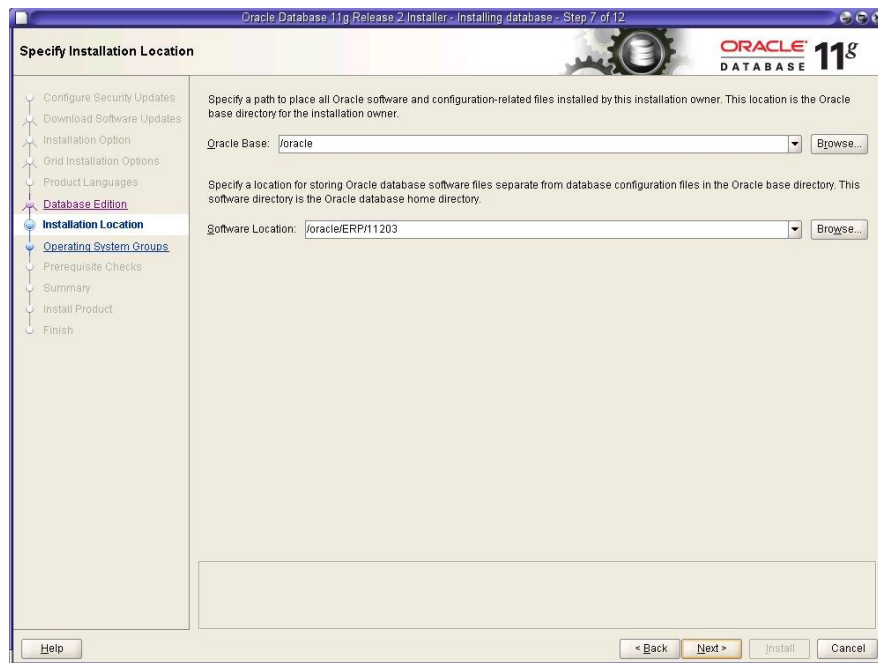 Oracle Database 11g Release 2 Installer - Installing database - Step 7 of 12
Specify Installation Location
ORACLE
DATABASE 11g
Configure Security Updates
Download Software Updates
Installation Option
Grid Installation Options
Product Languages
Database Edition
Installation Location
Operating System Groups
Prerequisite Checks
Summary
Install Product
Finish
Specify a path to place all Oracle software and configuration-related files installed by this installation owner. This location is the Oracle
base directory for the installation owner.
Oracle Base: /oracle Browse...
Specify a location for storing Oracle database software files separate from database configuration files in the Oracle base directory. This
software directory is the Oracle database home directory.
Software Location: /oracle/ERP/11203 Browse...
Help < Back Next > Install Cancel